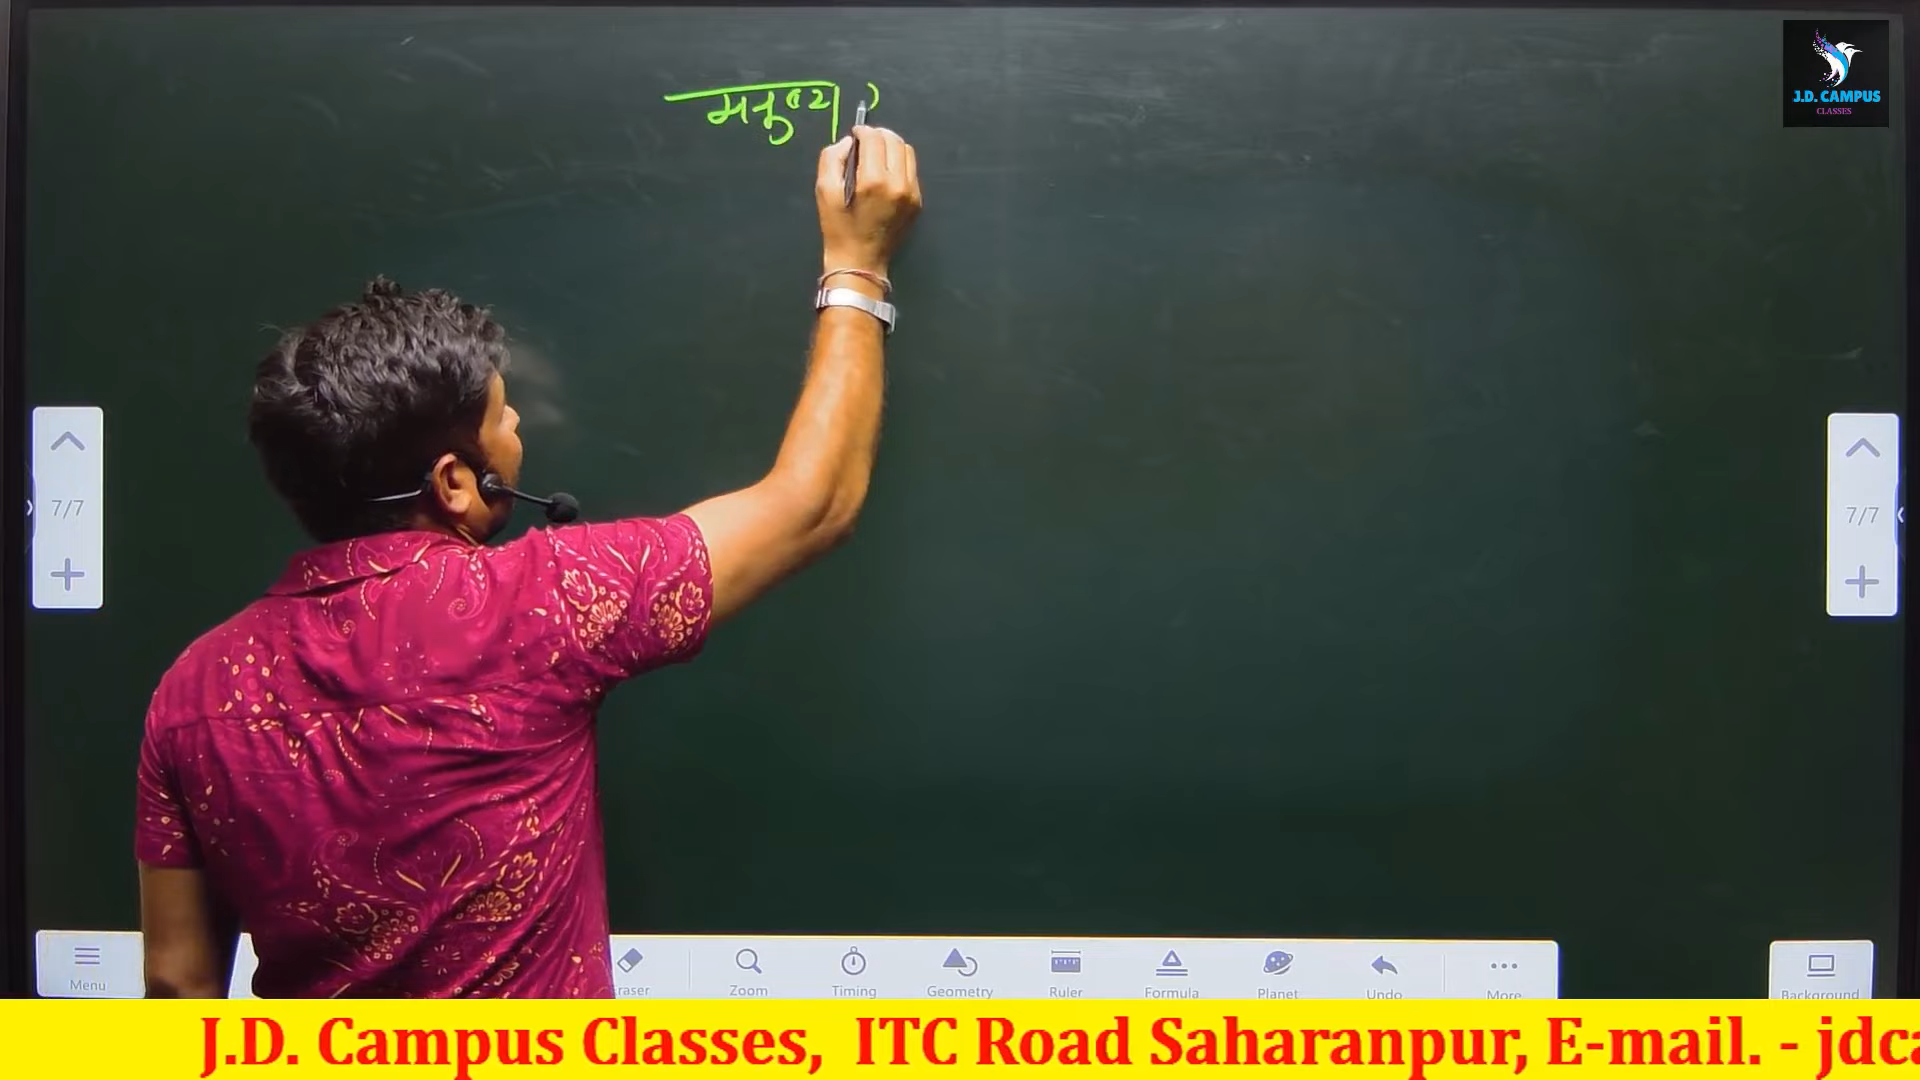 मनुष्य
J.D. CAMPUS
CLASSES
7/7
7/7
Menu
Eraser
Zoom
Timing
Geometry
Ruler
Formula
Planet
Undo
More
Background
J.D. Campus Classes, ITC Road Saharanpur, E-mail. - jdca